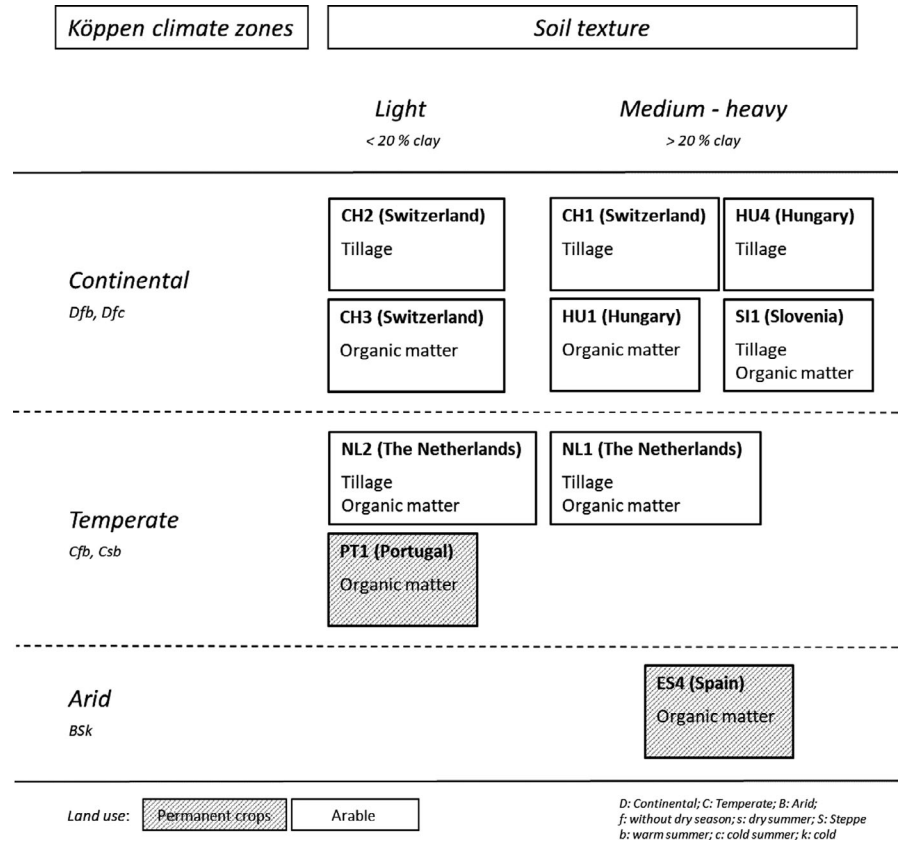 Köppen climate zones
Soil texture
Light
< 20 % clay
Medium - heavy
> 20 % clay
Continental
Dfb, Dfc
CH2 (Switzerland)
Tillage
CH1 (Switzerland)
Tillage
HU4 (Hungary)
Tillage
CH3 (Switzerland)
Organic matter
HU1 (Hungary)
Organic matter
SI1 (Slovenia)
Tillage
Organic matter
Temperate
Cfb, Csb
NL2 (The Netherlands)
Tillage
Organic matter
NL1 (The Netherlands)
Tillage
Organic matter
PT1 (Portugal)
Organic matter
Arid
BSk
ES4 (Spain)
Organic matter
Land use:
Permanent crops
Arable
D: Continental; C: Temperate; B: Arid;
f: without dry season; s: dry summer; S: Steppe
b: warm summer; c: cold summer; k: cold